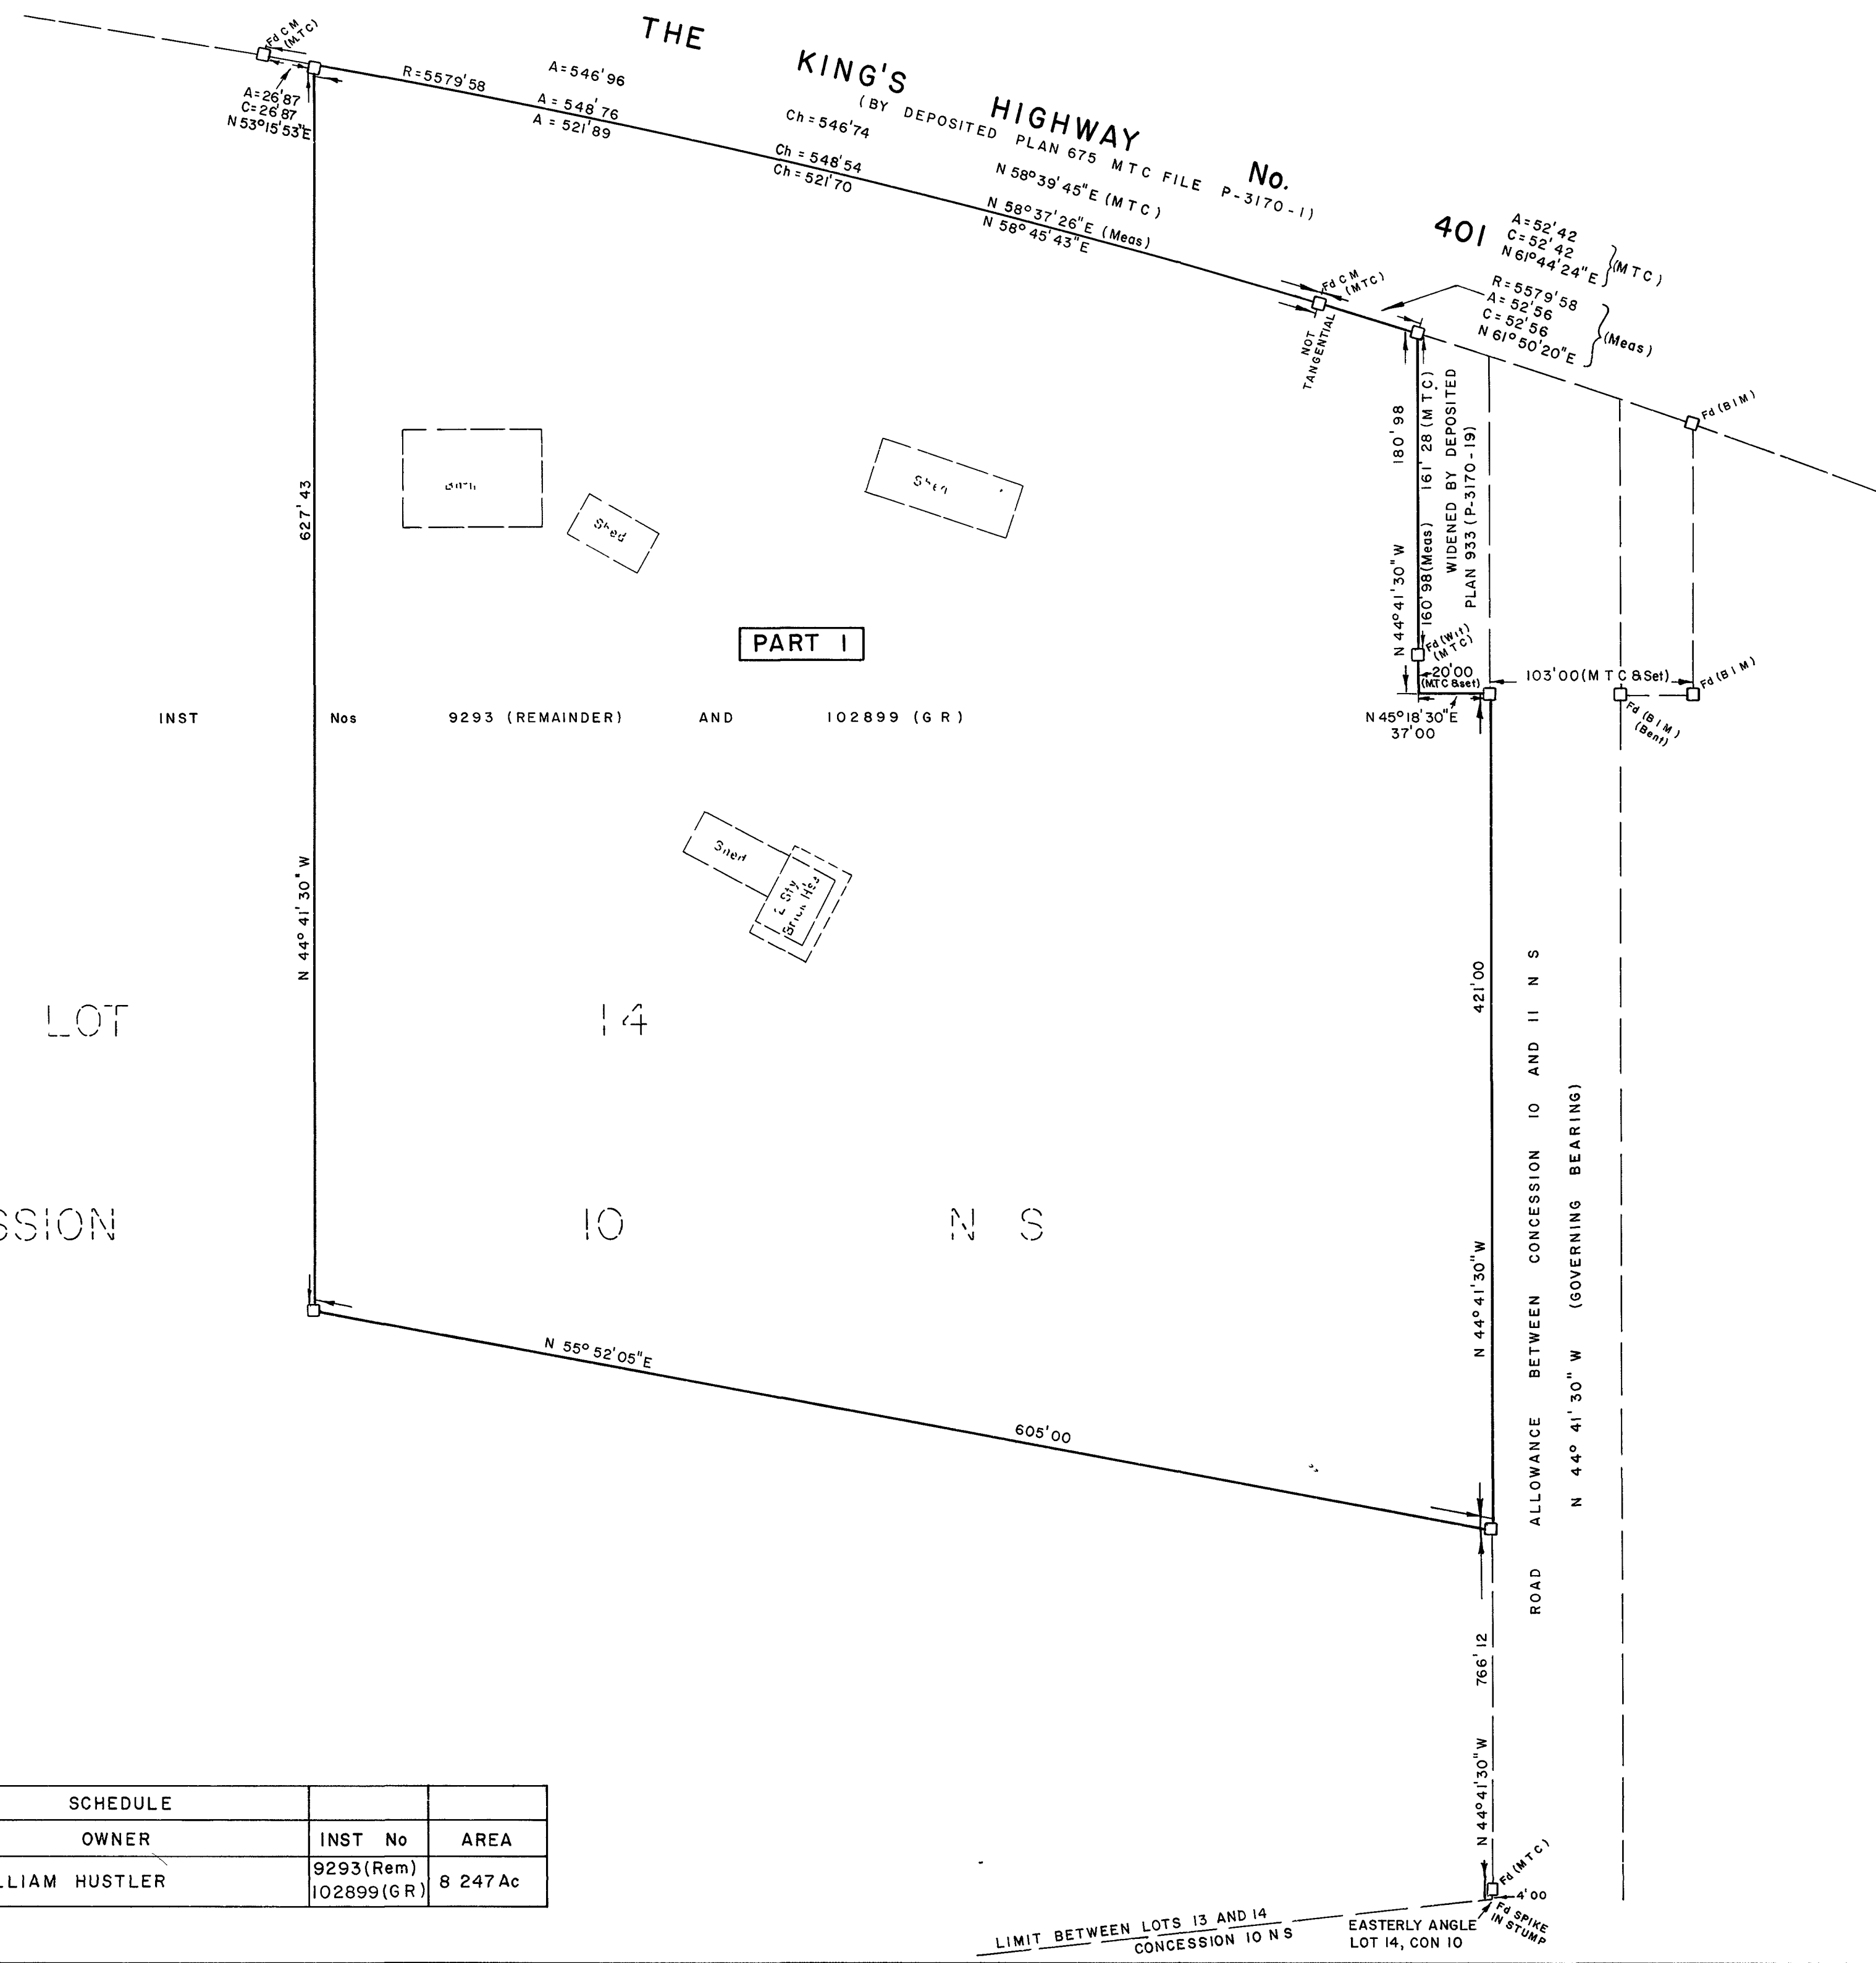 THE KING'S HIGHWAY No. 401
(BY DEPOSITED PLAN 675 MTC FILE P-3170-1)
Fd C M
(MTC)
A=26'87
C=26'87
N 53°15'53"E
R=5579'58
A=546'96
A = 548'76
A = 521'89
Ch=546'74
Ch = 548'54
Ch = 521'70
N 58°39'45"E (MTC)
N 58°37'26"E (Meas)
N 58°45'43"E
A=52'42
C=52'42
N 61°44'24"E
(MTC)
R=5579'58
A=52'56
C=52'56
N 61°50'20"E
(Meas)
Fd C M
(MTC)
NOT
TANGENTIAL
Fd (BIM)
180'98
N 44°41'30"W
161'28 (MTC)
160'98 (Meas)
WIDENED BY DEPOSITED
PLAN 933 (P-3170-19)
Fd (Wit)
(MTC)
20'00
(MTC & set)
103'00 (MTC & Set)
Fd (BIM)
Fd (BIM)
(Bent)
N 45°18'30"E
37'00
627'43
N 44° 41' 30" W
Shed
Shed
PART 1
INST Nos 9293 (REMAINDER) AND 102899 (GR)
Shed
2 Sty
Brick Hse
LOT 14
SSION 10 N S
421'00
N 44°41'30"W
ROAD ALLOWANCE BETWEEN CONCESSION 10 AND 11 N S
N 44° 41' 30" W (GOVERNING BEARING)
N 55° 52'05"E
605'00
766'12
N 44°41'30"W
Fd (MTC)
4'00
Fd SPIKE
IN STUMP
EASTERLY ANGLE
LOT 14, CON 10
LIMIT BETWEEN LOTS 13 AND 14
CONCESSION 10 N S
SCHEDULE
OWNER INST No AREA
LLIAM HUSTLER 9293(Rem) 8 247 Ac
102899(GR)